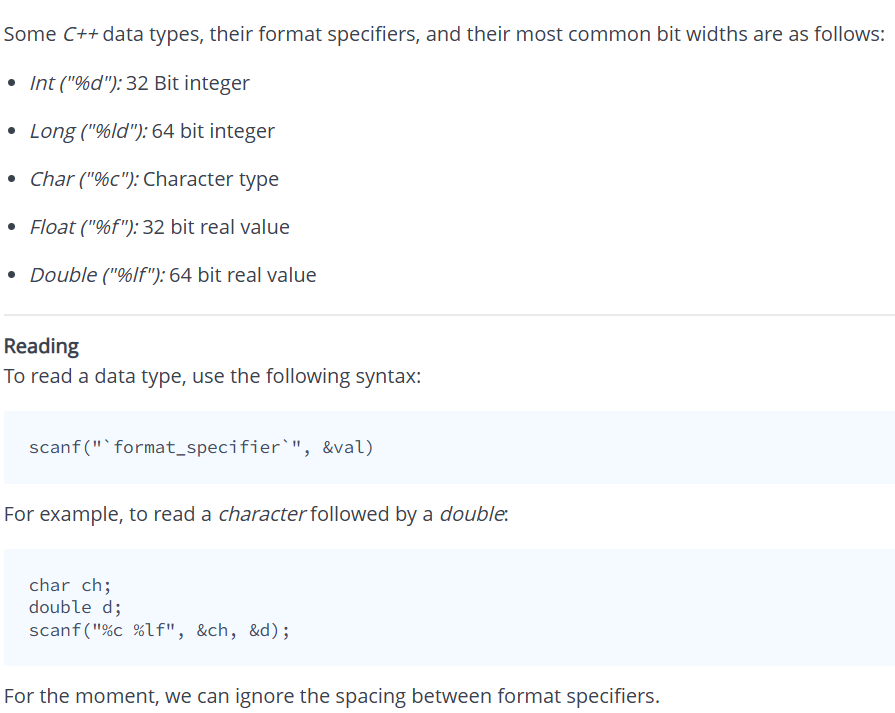 Some C++ data types, their format specifiers, and their most common bit widths are as follows:
• Int ("%d"): 32 Bit integer
• Long ("%ld"): 64 bit integer
• Char ("%c"): Character type
• Float ("%f"): 32 bit real value
• Double ("%lf"): 64 bit real value
Reading
To read a data type, use the following syntax:
scanf("`format_specifier`", &val)
For example, to read a character followed by a double:
char ch;
double d;
scanf("%c %lf", &ch, &d);
For the moment, we can ignore the spacing between format specifiers.